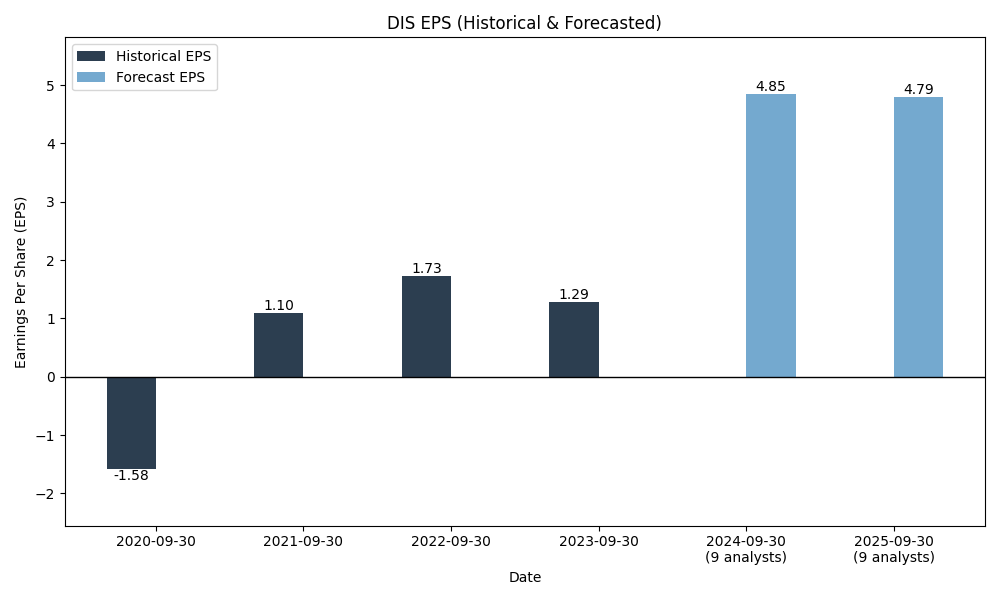 DIS EPS (Historical & Forecasted)
Historical EPS
Forecast EPS
Earnings Per Share (EPS)
5
4
3
2
1
0
−1
−2
-1.58
1.10
1.73
1.29
4.85
4.79
2020-09-30
2021-09-30
2022-09-30
2023-09-30
2024-09-30
(9 analysts)
2025-09-30
(9 analysts)
Date